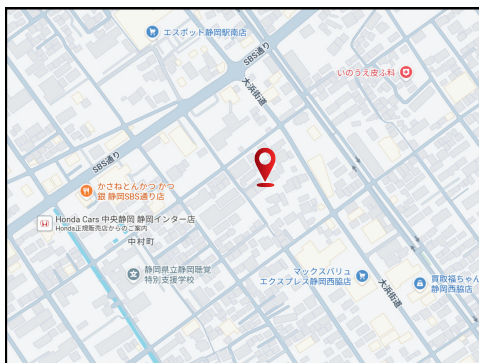 エスポット静岡駅南店
SBS通り
いのうえ皮ふ科
大浜街道
SBS通り
かさねとんかつかつ
銀 静岡SBS通り店
Honda Cars 中央静岡 静岡インター店
Honda正規販売店からのご案内
中村町
静岡県立静岡聴覚
特別支援学校
マックスバリュ
エクスプレス静岡西脇店
買取福ちゃん
静岡西脇店
大浜街道